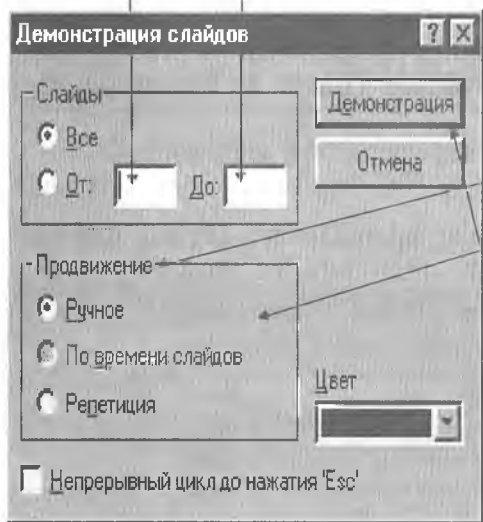 Демонстрация слайдов
Слайды
Все
От: До:
Демонстрация
Отмена
Продвижение
Ручное
По времени слайдов
Репетиция
Цвет
Непрерывный цикл до нажатия 'Esc'